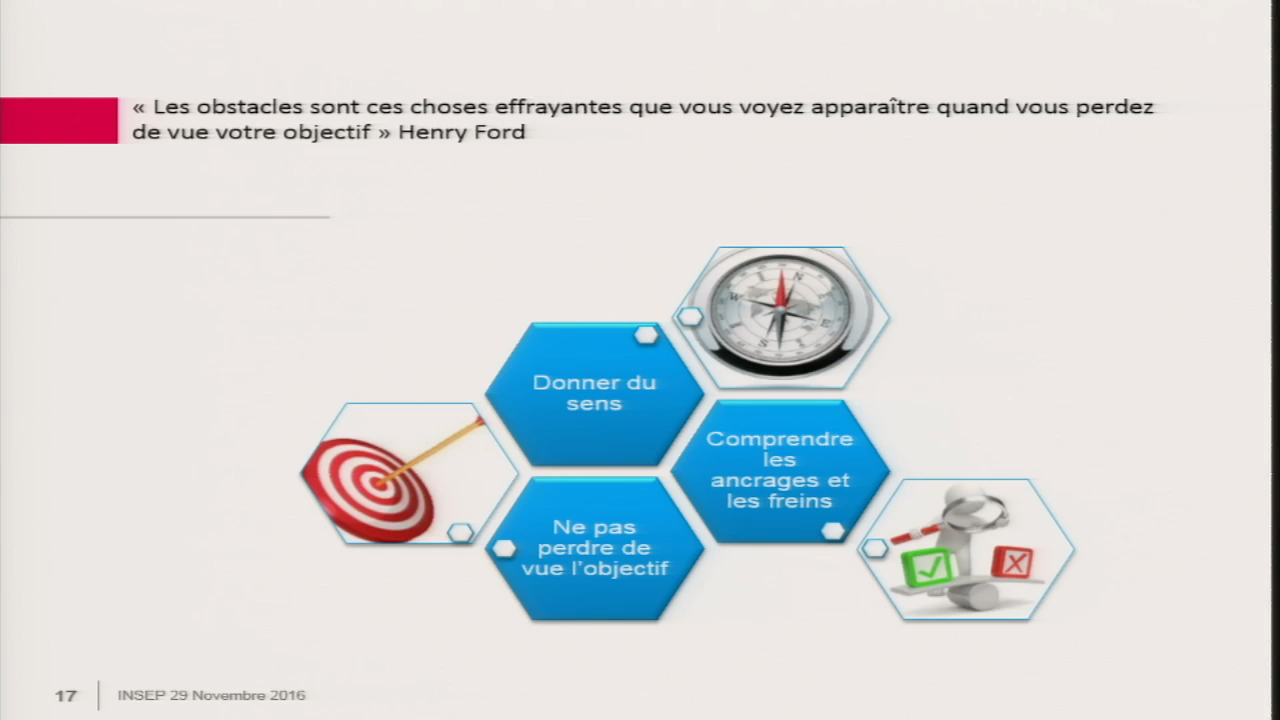 « Les obstacles sont ces choses effrayantes que vous voyez apparaître quand vous perdez
de vue votre objectif » Henry Ford
Donner du
sens
Comprendre
les
ancrages et
les freins
Ne pas
perdre de
vue l'objectif
N
E
S
W
17
INSEP 29 Novembre 2016